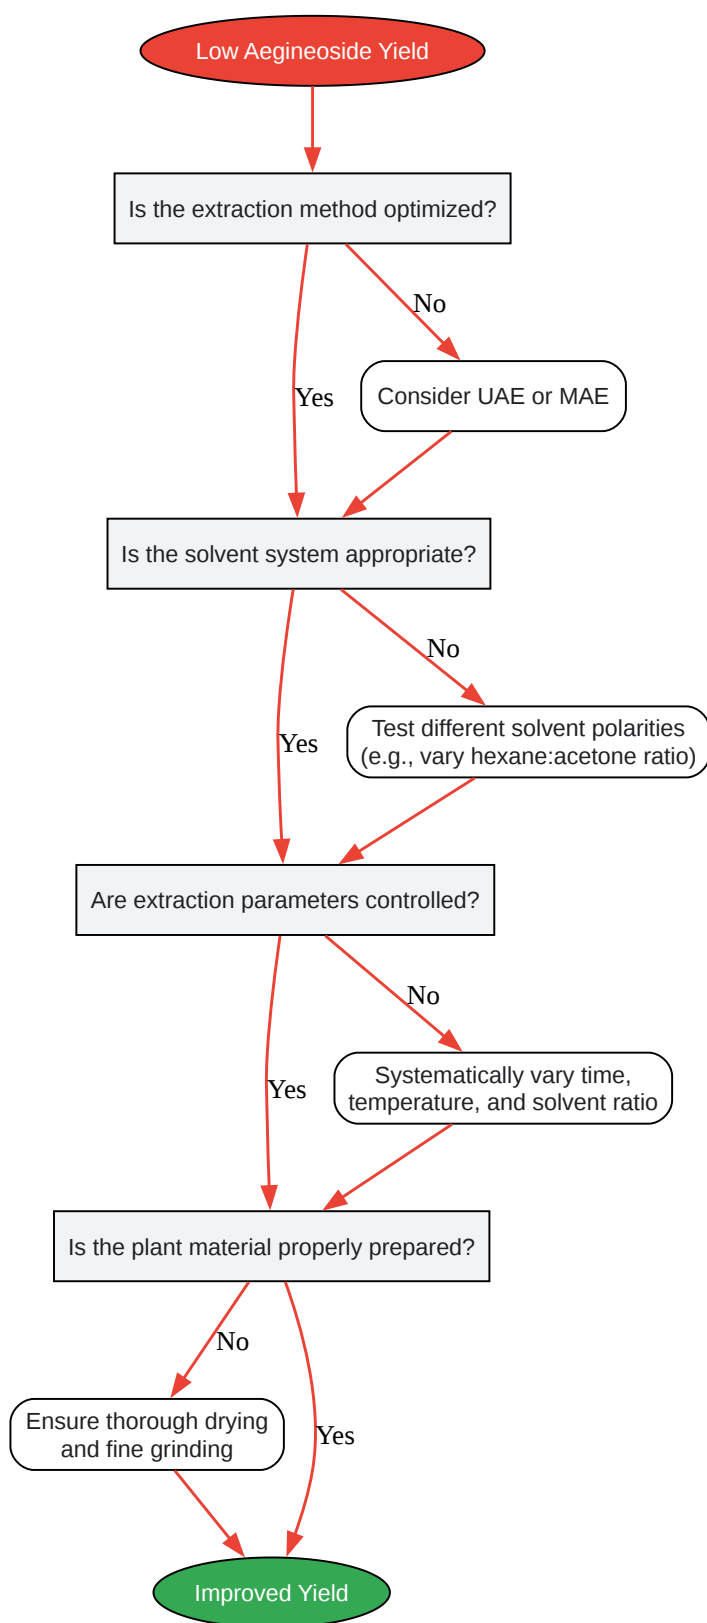 Low Aegineoside Yield
Is the extraction method optimized?
No
Yes
Consider UAE or MAE
Is the solvent system appropriate?
No
Yes
Test different solvent polarities
(e.g., vary hexane:acetone ratio)
Are extraction parameters controlled?
No
Yes
Systematically vary time,
temperature, and solvent ratio
Is the plant material properly prepared?
No
Yes
Ensure thorough drying
and fine grinding
Improved Yield